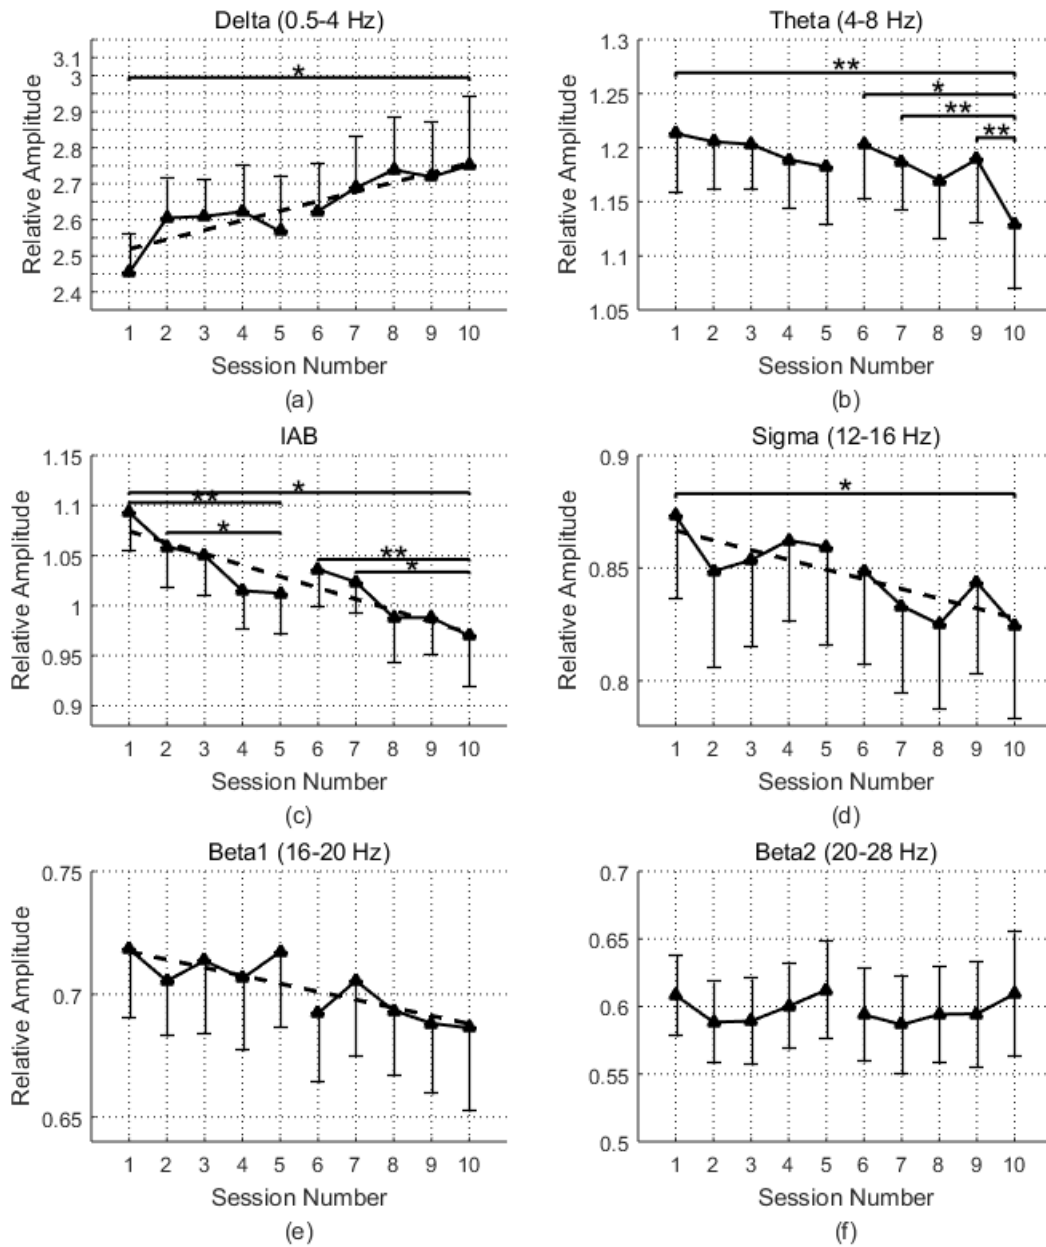 Delta (0.5-4 Hz)
Relative Amplitude
3.1
3
2.9
2.8
2.7
2.6
2.5
2.4
*
1 2 3 4 5 6 7 8 9 10
Session Number
(a)
Theta (4-8 Hz)
Relative Amplitude
1.3
1.25
1.2
1.15
1.1
1.05
**
*
**
**
1 2 3 4 5 6 7 8 9 10
Session Number
(b)
IAB
Relative Amplitude
1.15
1.1
1.05
1
0.95
0.9
*
**
*
**
*
1 2 3 4 5 6 7 8 9 10
Session Number
(c)
Sigma (12-16 Hz)
Relative Amplitude
0.9
0.85
0.8
*
1 2 3 4 5 6 7 8 9 10
Session Number
(d)
Beta1 (16-20 Hz)
Relative Amplitude
0.75
0.7
0.65
1 2 3 4 5 6 7 8 9 10
Session Number
(e)
Beta2 (20-28 Hz)
Relative Amplitude
0.7
0.65
0.6
0.55
0.5
1 2 3 4 5 6 7 8 9 10
Session Number
(f)